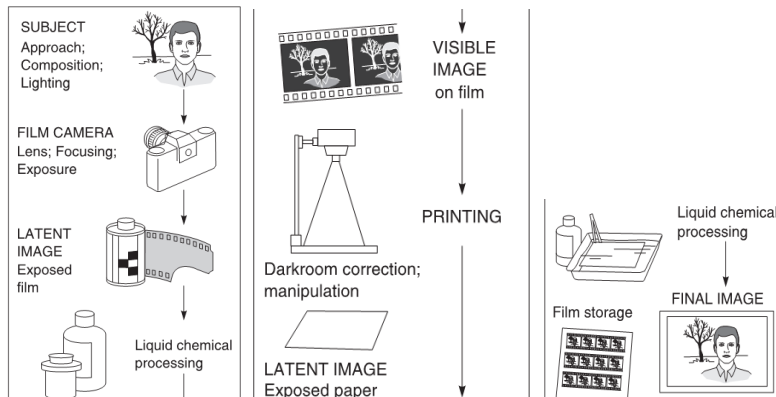 SUBJECT
Approach;
Composition;
Lighting
FILM CAMERA
Lens; Focusing;
Exposure
LATENT
IMAGE
Exposed
film
Liquid chemical
processing
VISIBLE
IMAGE
on film
PRINTING
Darkroom correction;
manipulation
LATENT IMAGE
Exposed paper
Liquid chemical
processing
Film storage
FINAL IMAGE